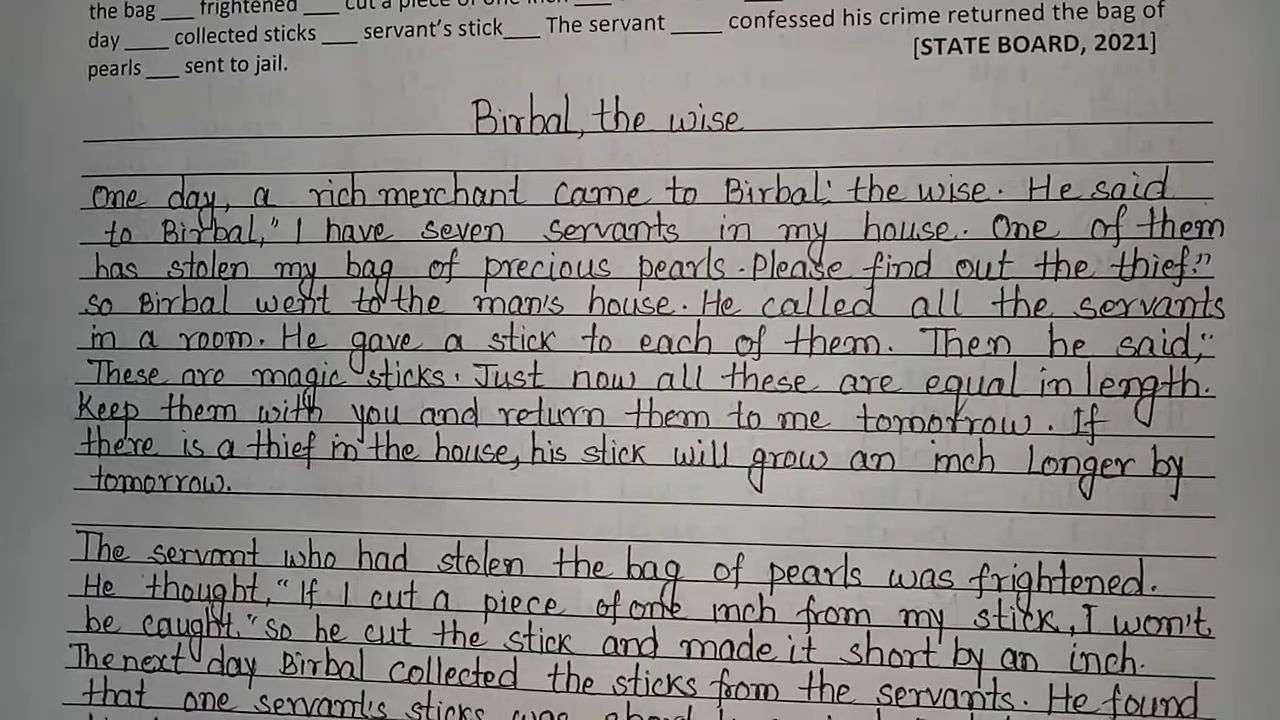 the bag ___ frightened ___ cut a piece of one inch ___
day ____ collected sticks ___ servant's stick___ The servant ____ confessed his crime returned the bag of
pearls ___ sent to jail.
[STATE BOARD, 2021]
Birbal, the wise
One day, a rich merchant came to Birbal' the wise. He said
to Birbal," I have seven servants in my house. One of them
has stolen my bag of precious pearls. Please find out the thief."
So Birbal went to the man's house. He called all the servants
in a room. He gave a stick to each of them. Then he said,"
These are magic sticks. Just now all these are equal in length.
Keep them with you and return them to me tomorrow. If
there is a thief in the house, his stick will grow an inch longer by
tomorrow.
The servant who had stolen the bag of pearls was frightened.
He thought, "If I cut a piece of one inch from my stick, I won't
be caught." So he cut the stick and made it short by an inch.
The next day Birbal collected the sticks from the servants. He found
that one servant's sticks was